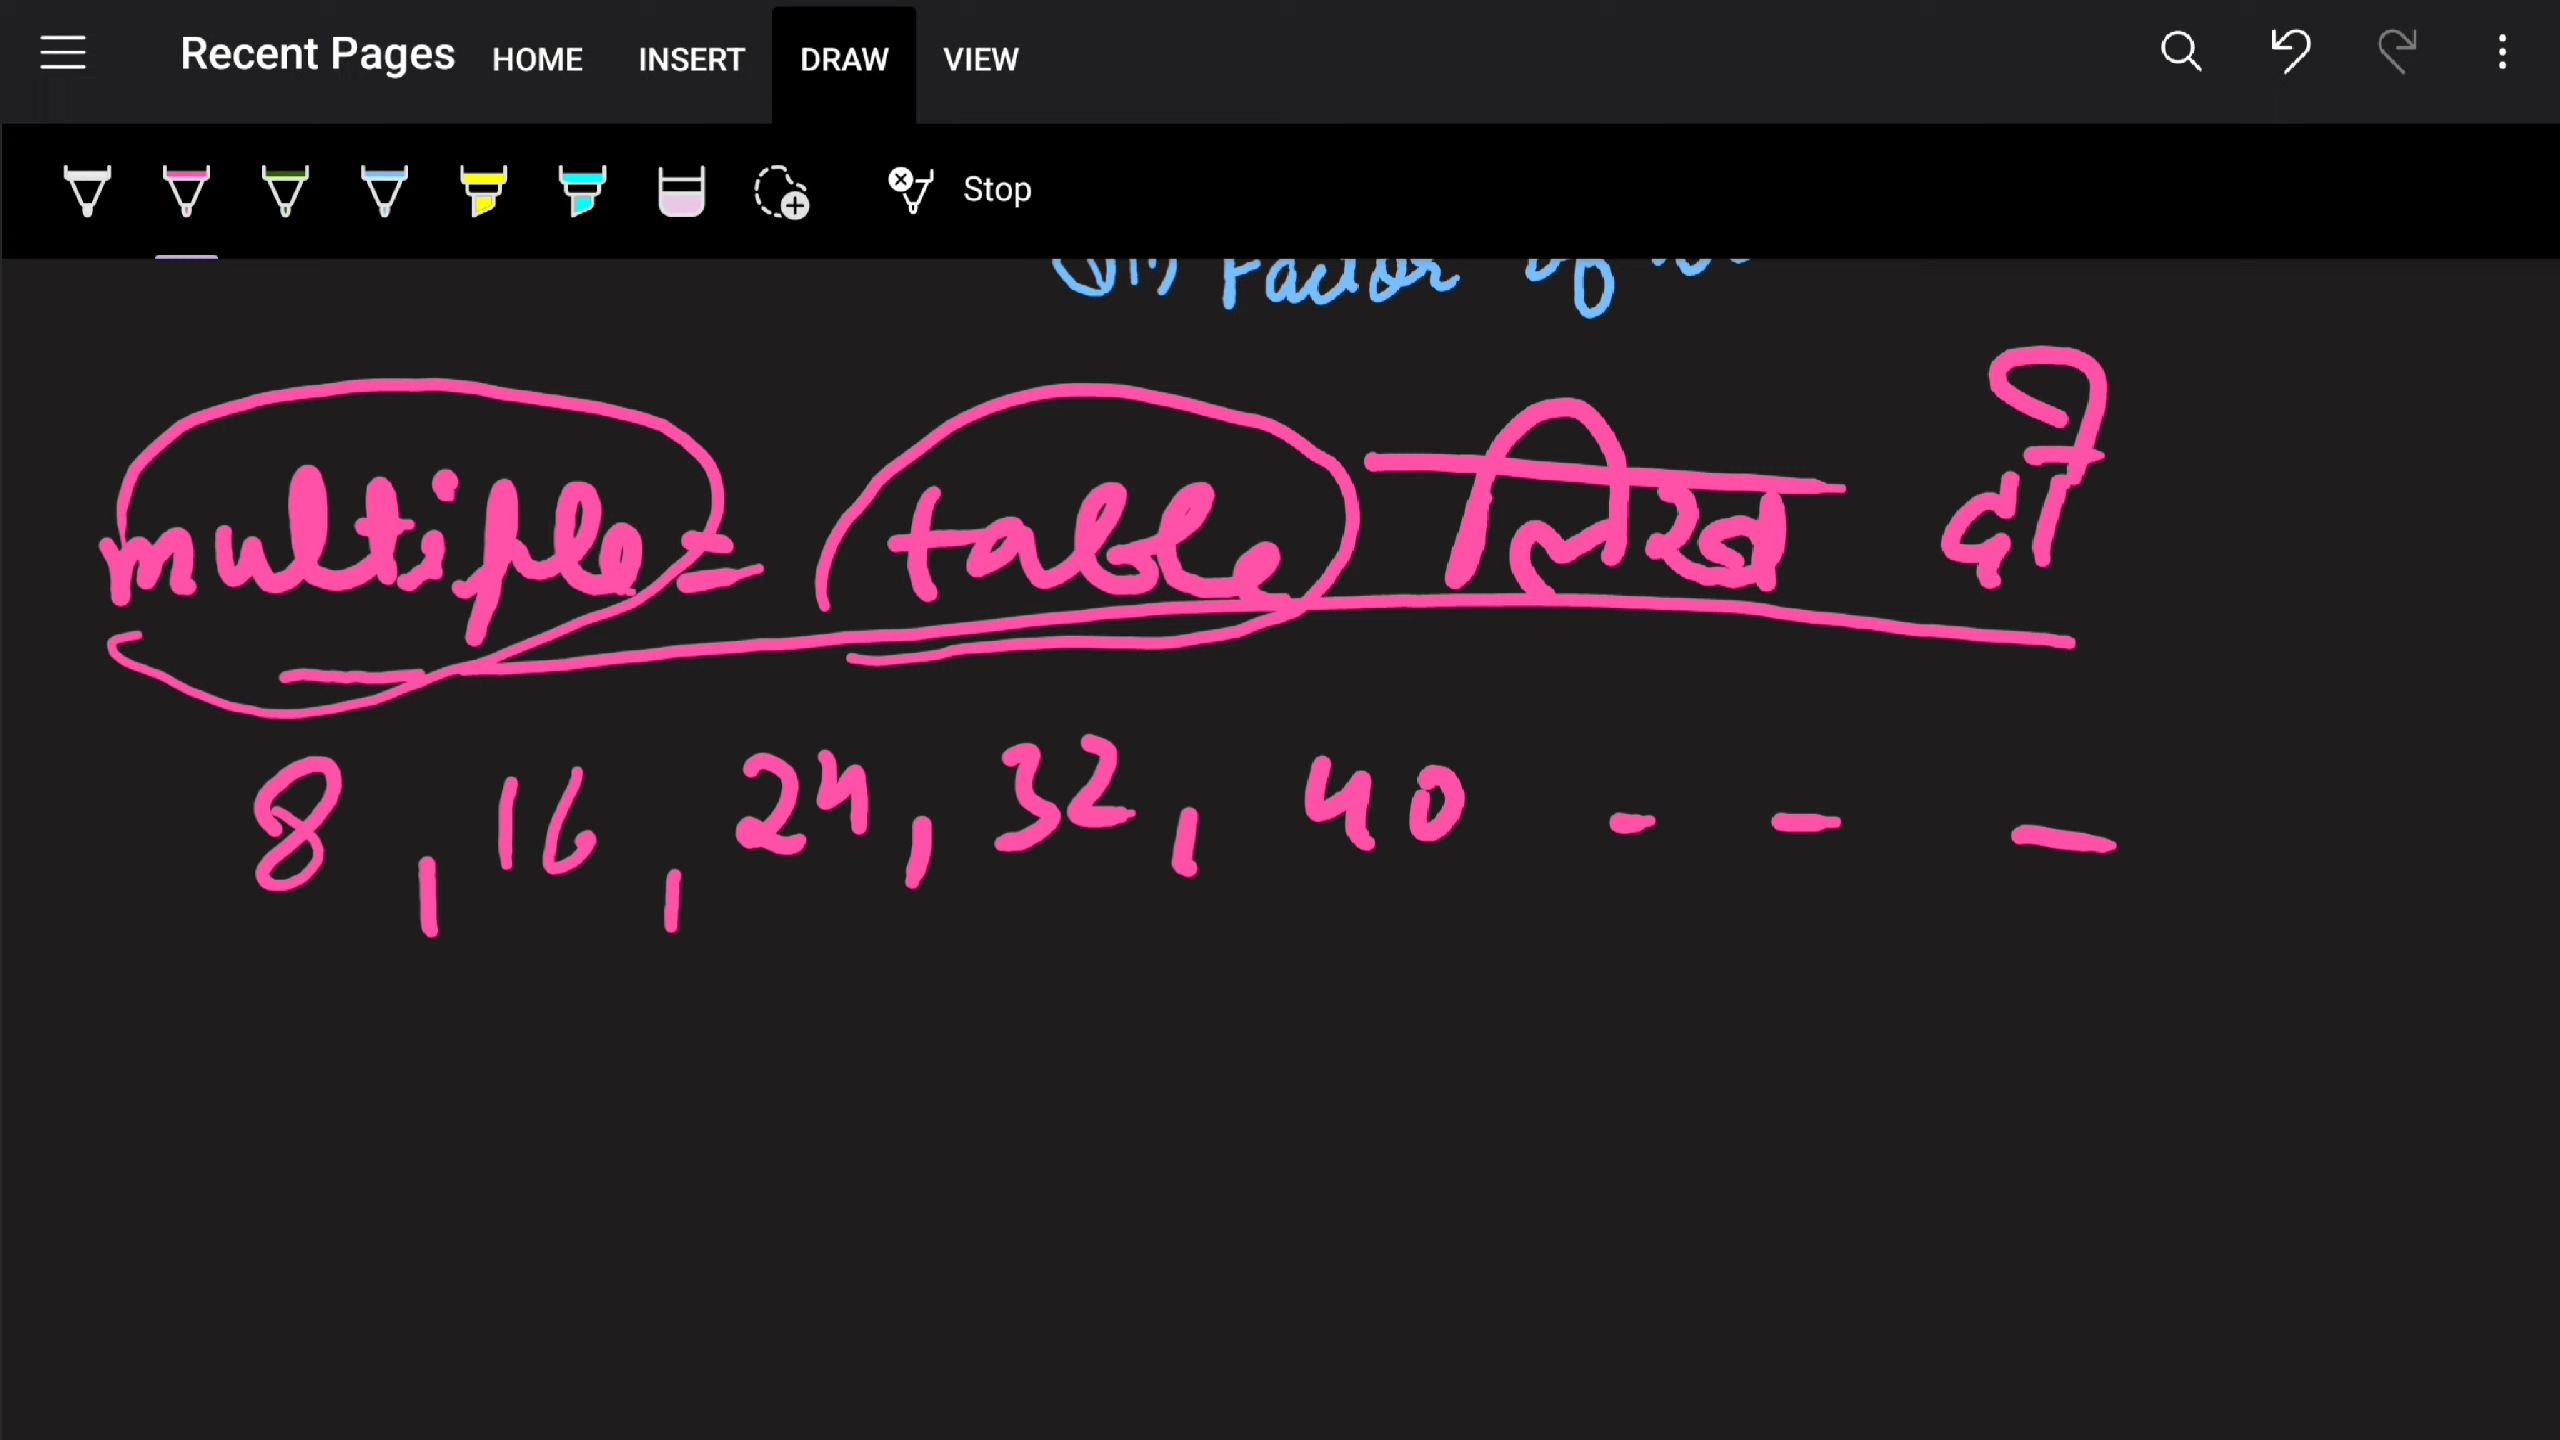 Recent Pages HOME INSERT DRAW VIEW
Stop
Factor of
multiple = table लिख दो
8, 16, 24, 32, 40 - - -